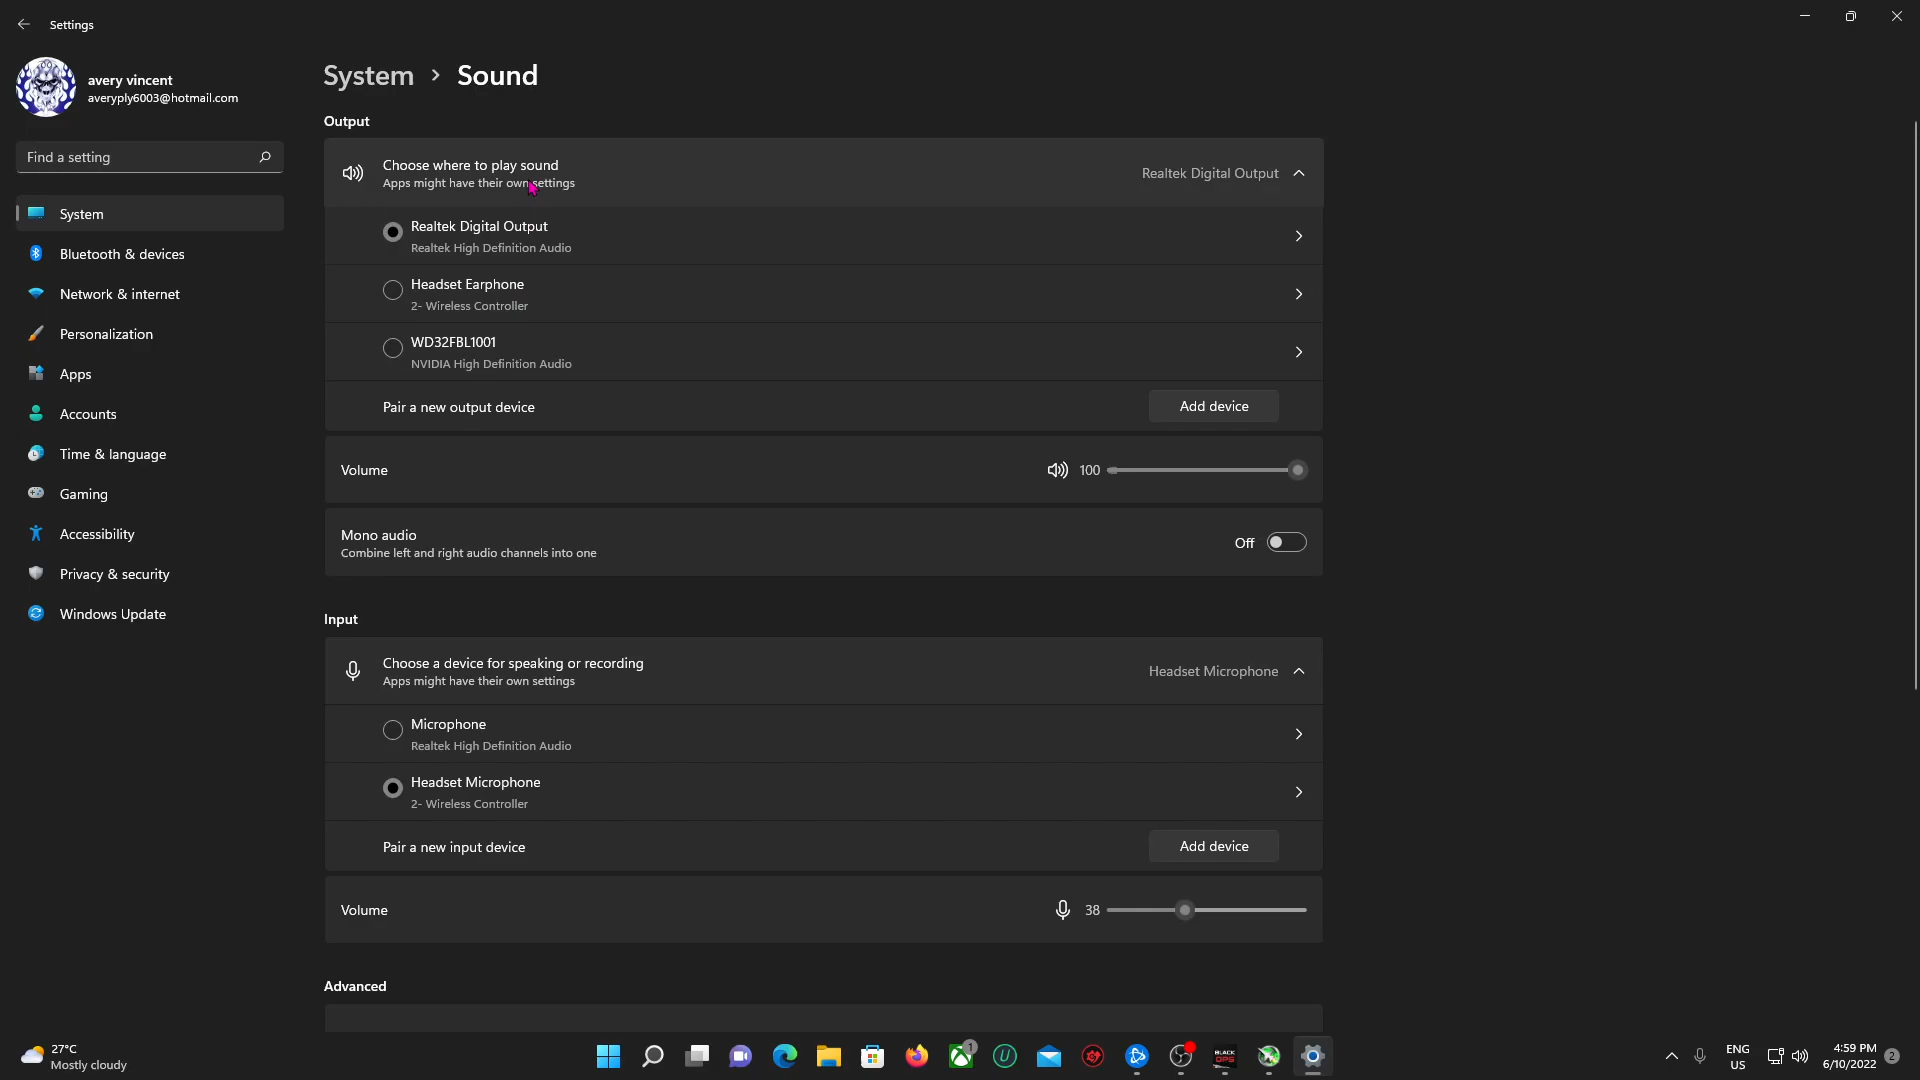 Settings
avery vincent
averyply6003@hotmail.com
Find a setting
System
Bluetooth & devices
Network & internet
Personalization
Apps
Accounts
Time & language
Gaming
Accessibility
Privacy & security
Windows Update
System > Sound
Output
Choose where to play sound
Apps might have their own settings
Realtek Digital Output
Realtek Digital Output
Realtek High Definition Audio
Headset Earphone
2- Wireless Controller
WD32FBL1001
NVIDIA High Definition Audio
Pair a new output device
Add device
Volume
100
Mono audio
Combine left and right audio channels into one
Off
Input
Choose a device for speaking or recording
Apps might have their own settings
Headset Microphone
Microphone
Realtek High Definition Audio
Headset Microphone
2- Wireless Controller
Pair a new input device
Add device
Volume
38
Advanced
27°C
Mostly cloudy
1
U
BLACK
OPS
ENG
US
4:59 PM
6/10/2022
2